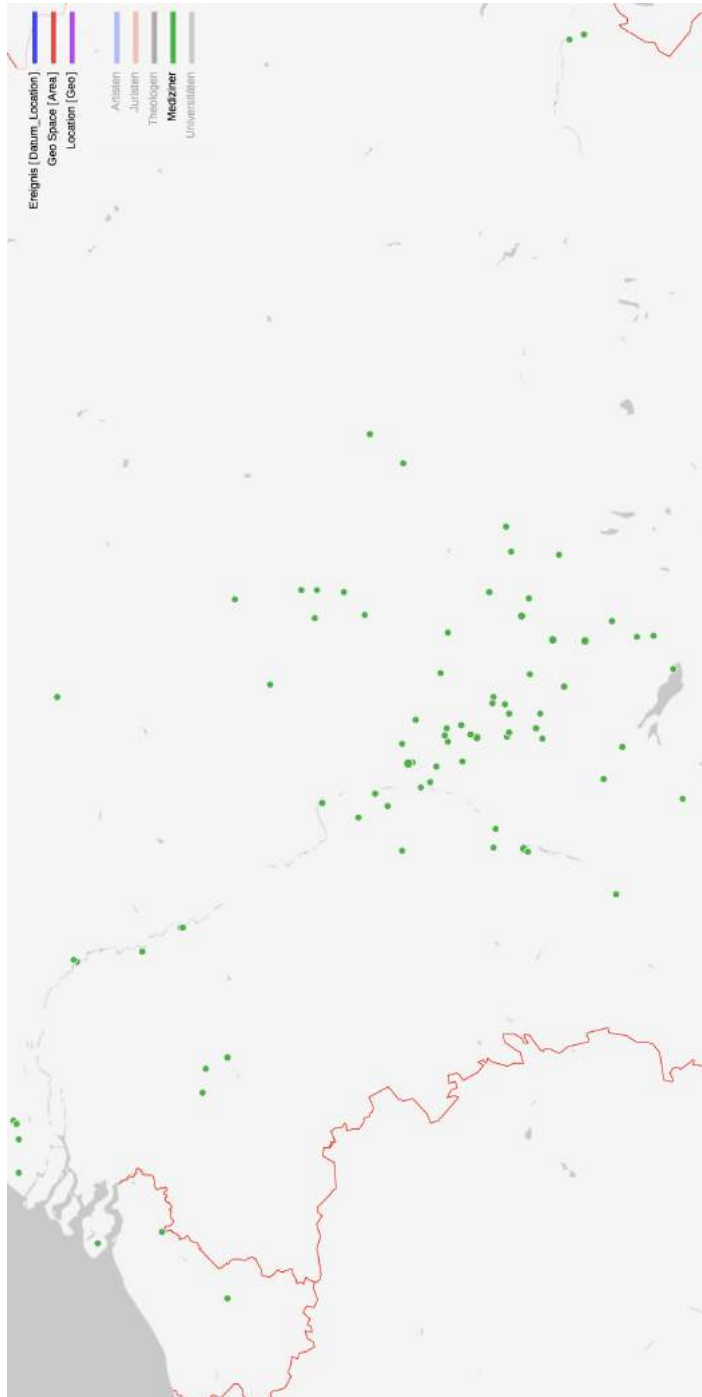 Ereignis [Datum_Location]
Geo Space [Area]
Location [Geo]
Artisten
Juristen
Theologen
Mediziner
Universitäten